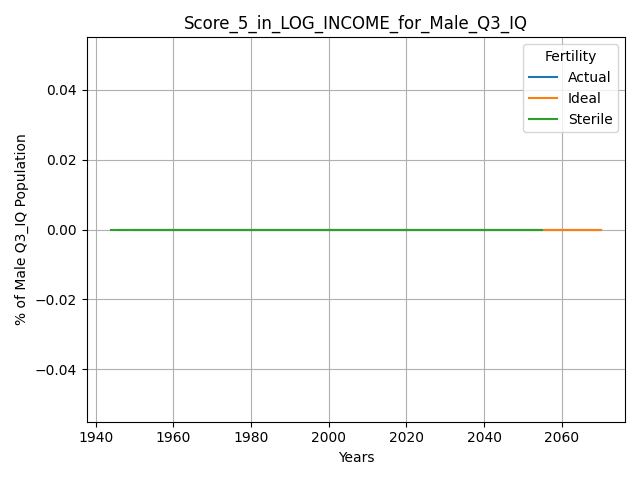 Score_5_in_LOG_INCOME_for_Male_Q3_IQ
Fertility
Actual
Ideal
Sterile
% of Male Q3_IQ Population
0.04
0.02
0.00
−0.02
−0.04
1940 1960 1980 2000 2020 2040 2060
Years